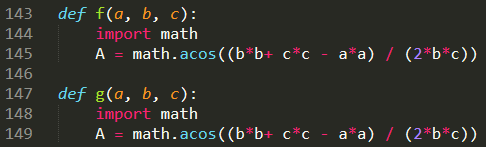 143 def f(a, b, c):
144     import math
145     A = math.acos((b*b+ c*c - a*a) / (2*b*c))
146
147 def g(a, b, c):
148     import math
149     A = math.acos((b*b+ c*c - a*a) / (2*b*c))